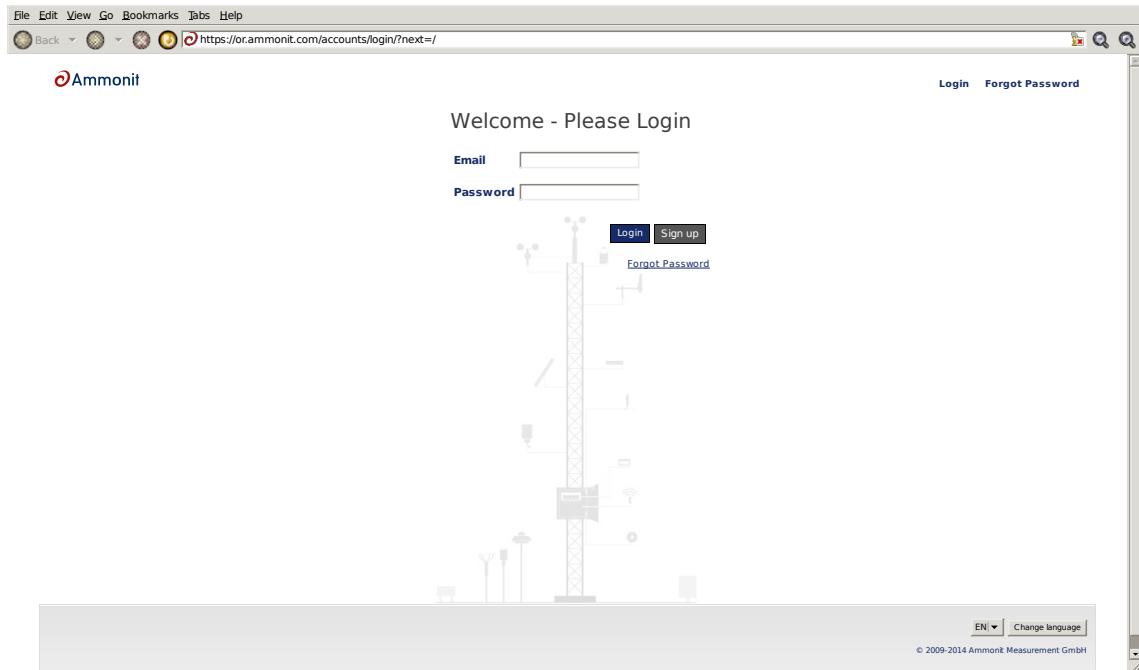 File Edit View Go Bookmarks Tabs Help
Back https://or.ammonit.com/accounts/login/?next=/
Ammonit
Login Forgot Password
Welcome - Please Login
Email
Password
Login Sign up
Forgot Password
EN Change language
© 2009-2014 Ammonit Measurement GmbH